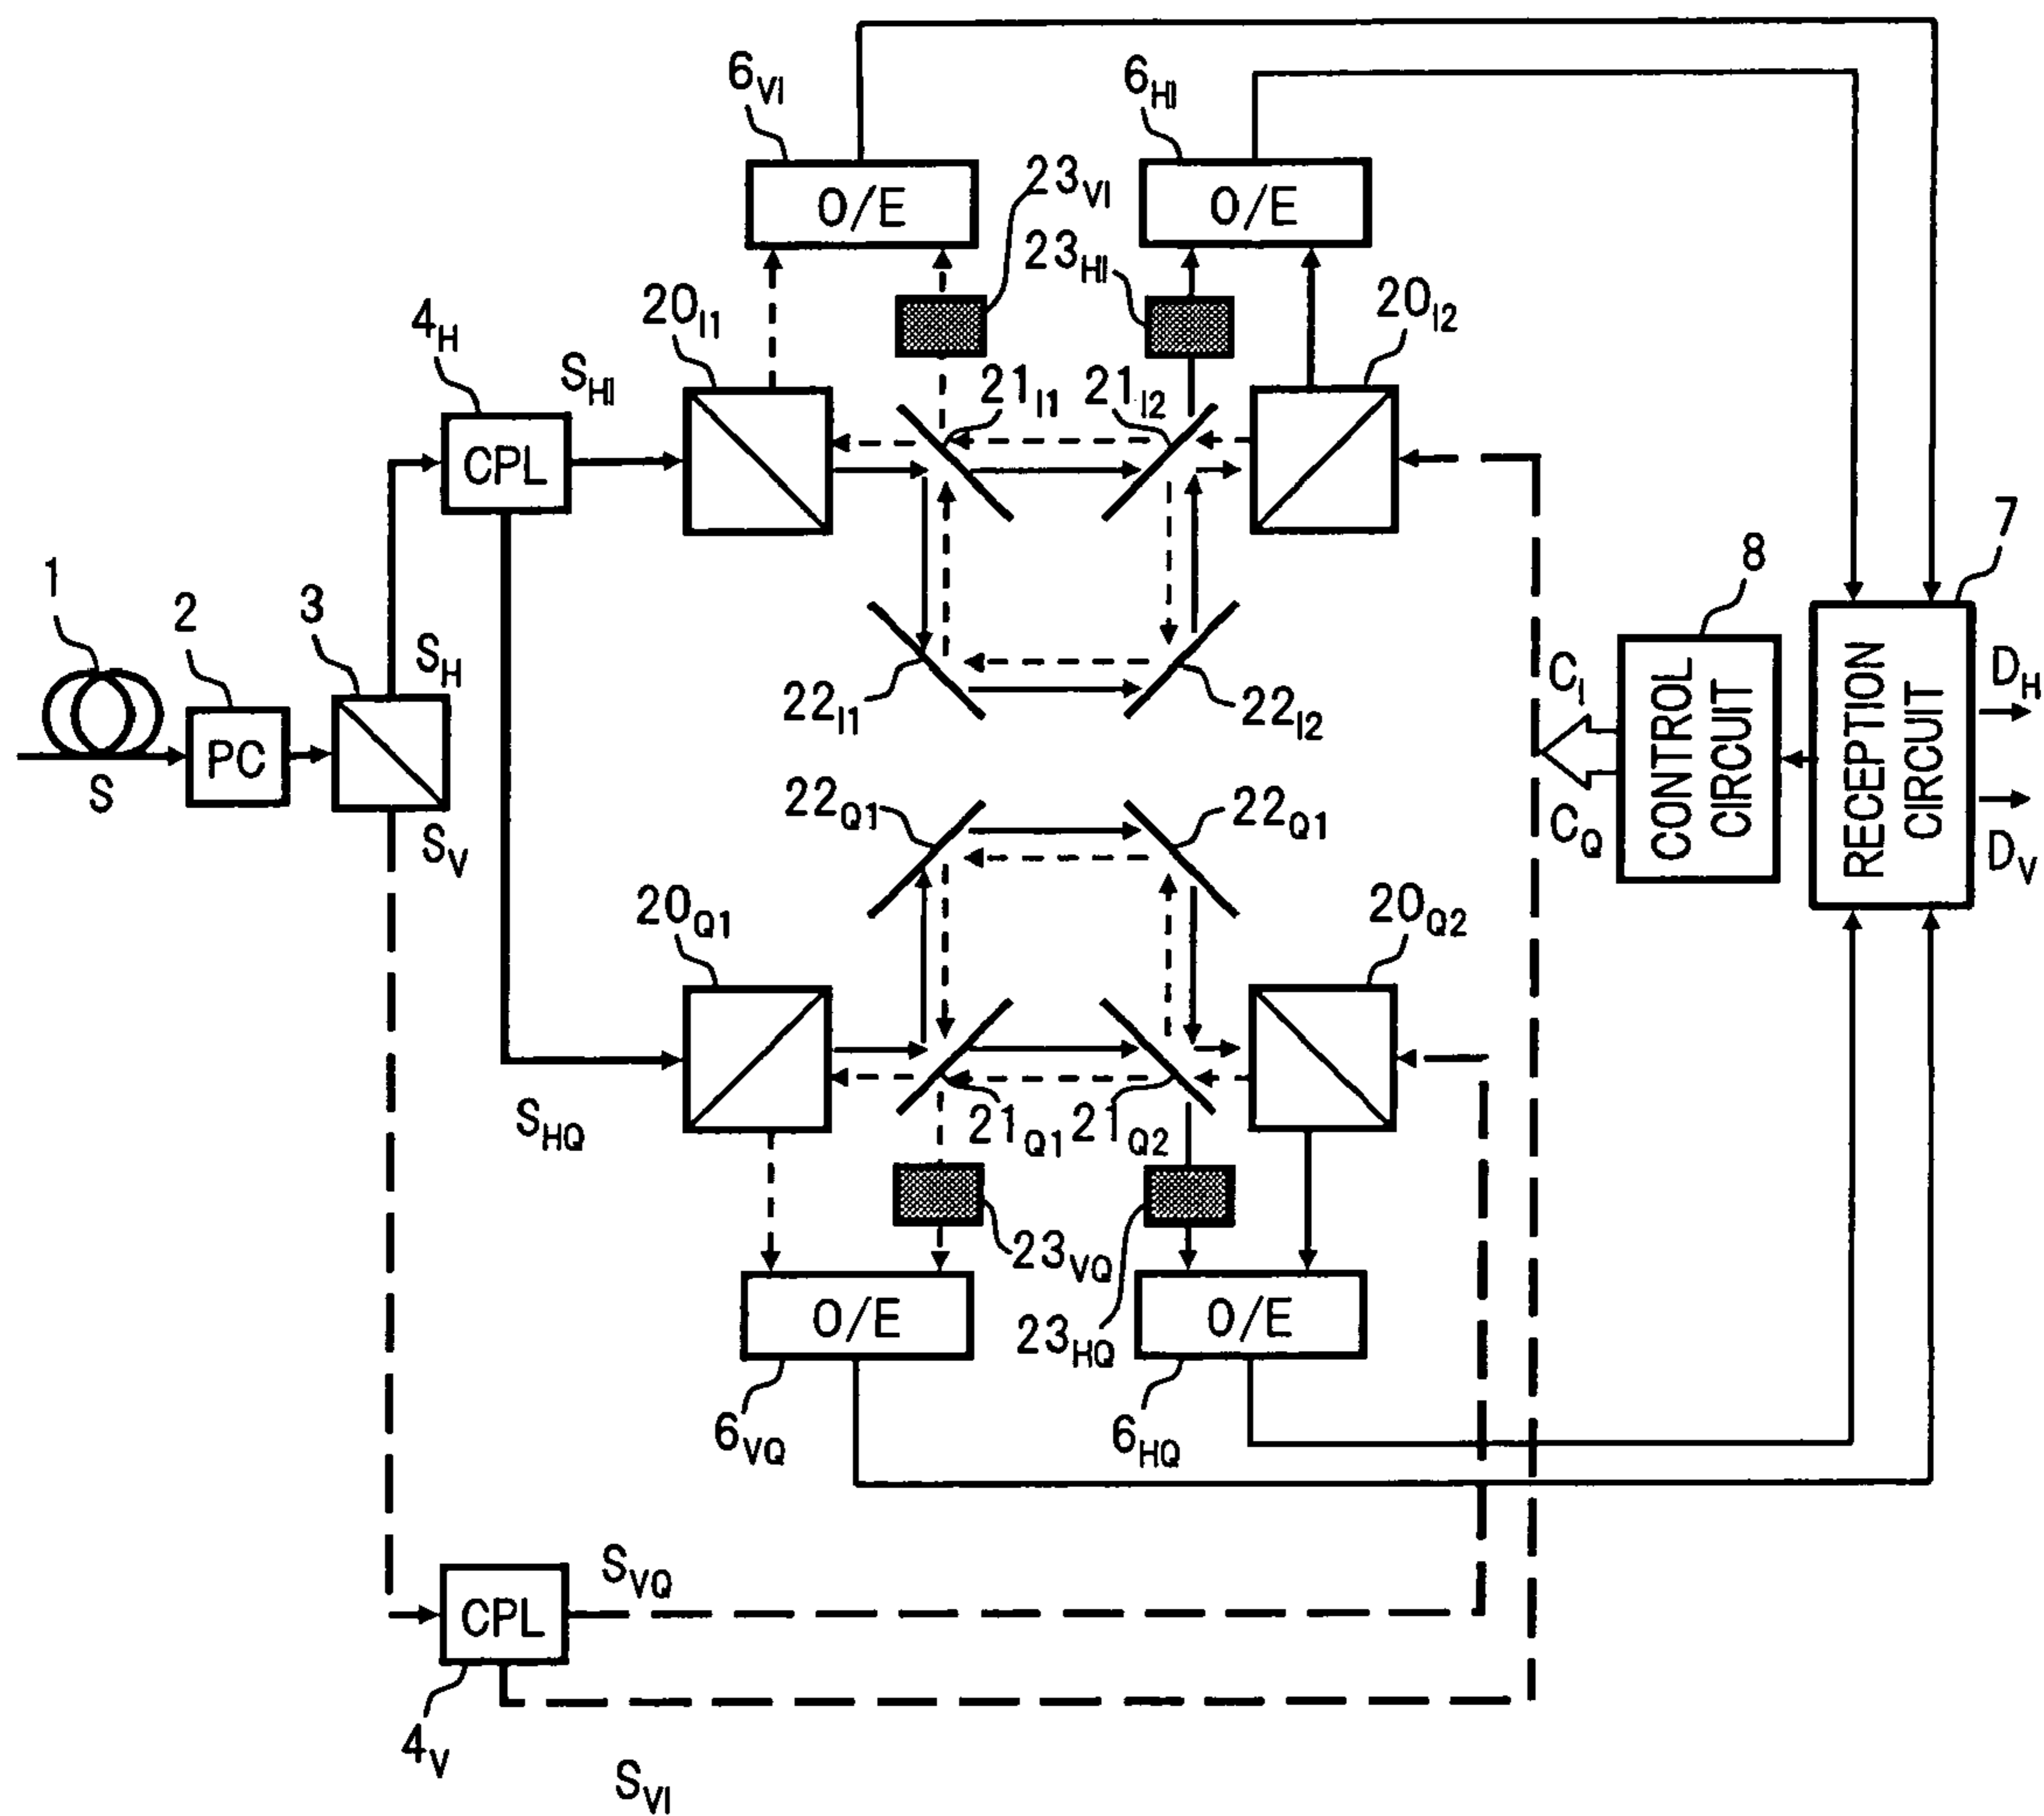 6VI
6HI
O/E
23VI
O/E
23HI
20I1
20I2
4H
SHI
21I1
21I2
CPL
7
8
1
2
3
SH
CI
CONTROL CIRCUIT
RECEPTION CIRCUIT
DH
22I1
22I2
PC
S
22Q1
22Q1
CQ
SV
DV
20Q1
20Q2
SHQ
21Q1
21Q2
23VQ
O/E
23HQ
O/E
6VQ
6HQ
SVQ
CPL
4V
SVI